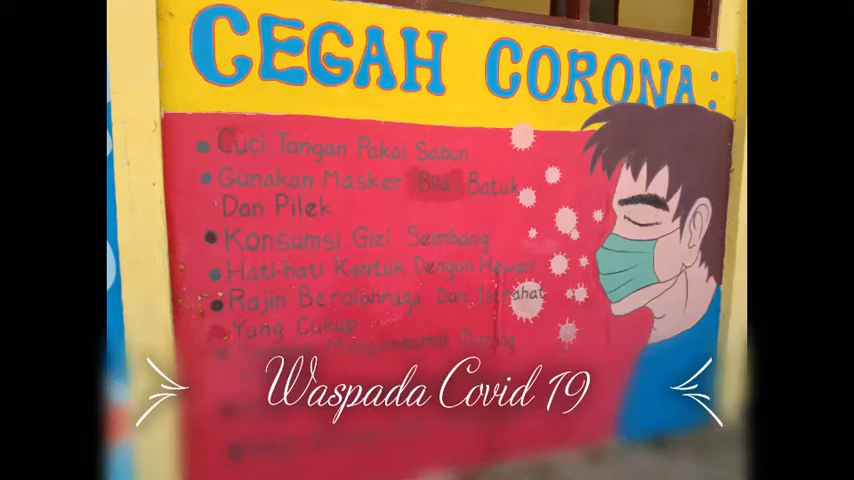 CEGAH CORONA:
Cuci Tangan Pakai Sabun
Gunakan Masker Bila Batuk
Dan Pilek
Konsumsi Gizi Seimbang
Hati-hati Kontak Dengan Hewan
Rajin Berolahraga Dan Istirahat
Yang Cukup
Waspada Covid 19